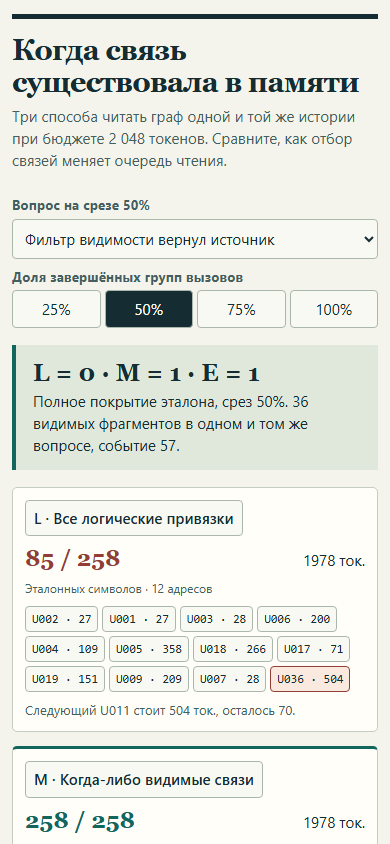 Когда связь
существовала в памяти
Три способа читать граф одной и той же истории
при бюджете 2 048 токенов. Сравните, как отбор
связей меняет очередь чтения.
Вопрос на срезе 50%
Фильтр видимости вернул источник
Доля завершённых групп вызовов
25% 50% 75% 100%
L = 0 · M = 1 · E = 1
Полное покрытие эталона, срез 50%. 36
видимых фрагментов в одном и том же
вопросе, событие 57.
L · Все логические привязки
85 / 258 1978 ток.
Эталонных символов · 12 адресов
U002 · 27 U001 · 27 U003 · 28 U006 · 200
U004 · 109 U005 · 358 U018 · 266 U017 · 71
U019 · 151 U009 · 209 U007 · 28 U036 · 504
Следующий U011 стоит 504 ток., осталось 70.
M · Когда-либо видимые связи
258 / 258 1978 ток.